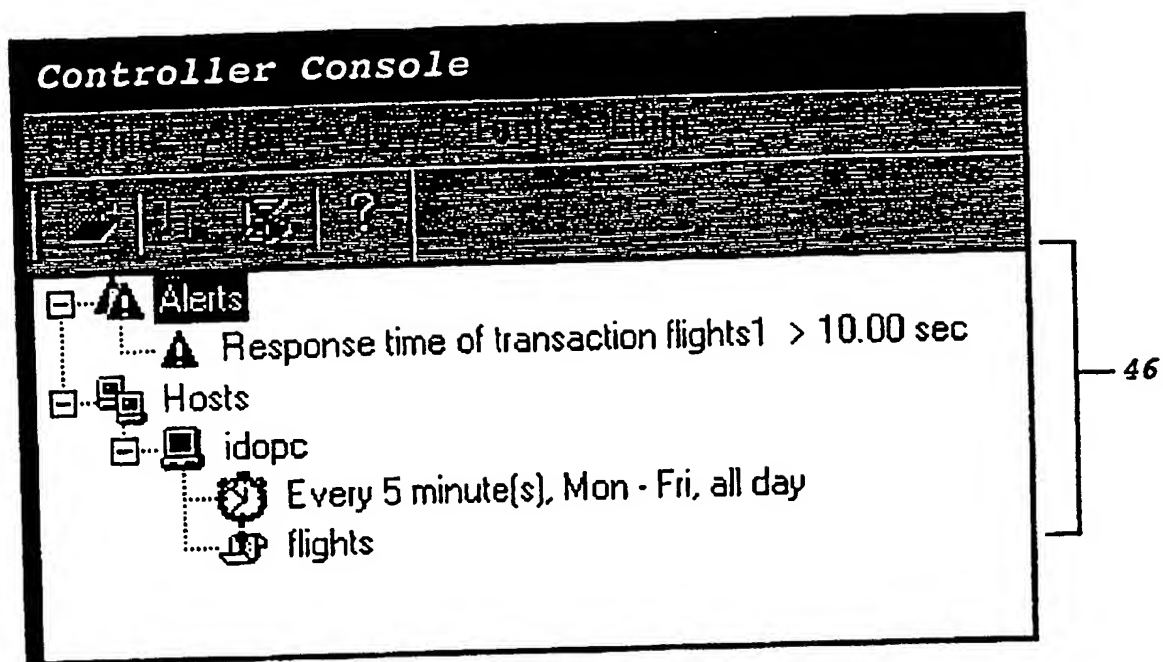 Controller Console
?
Alerts
Response time of transaction flights1 > 10.00 sec
Hosts
idopc
Every 5 minute(s), Mon - Fri, all day
flights
46